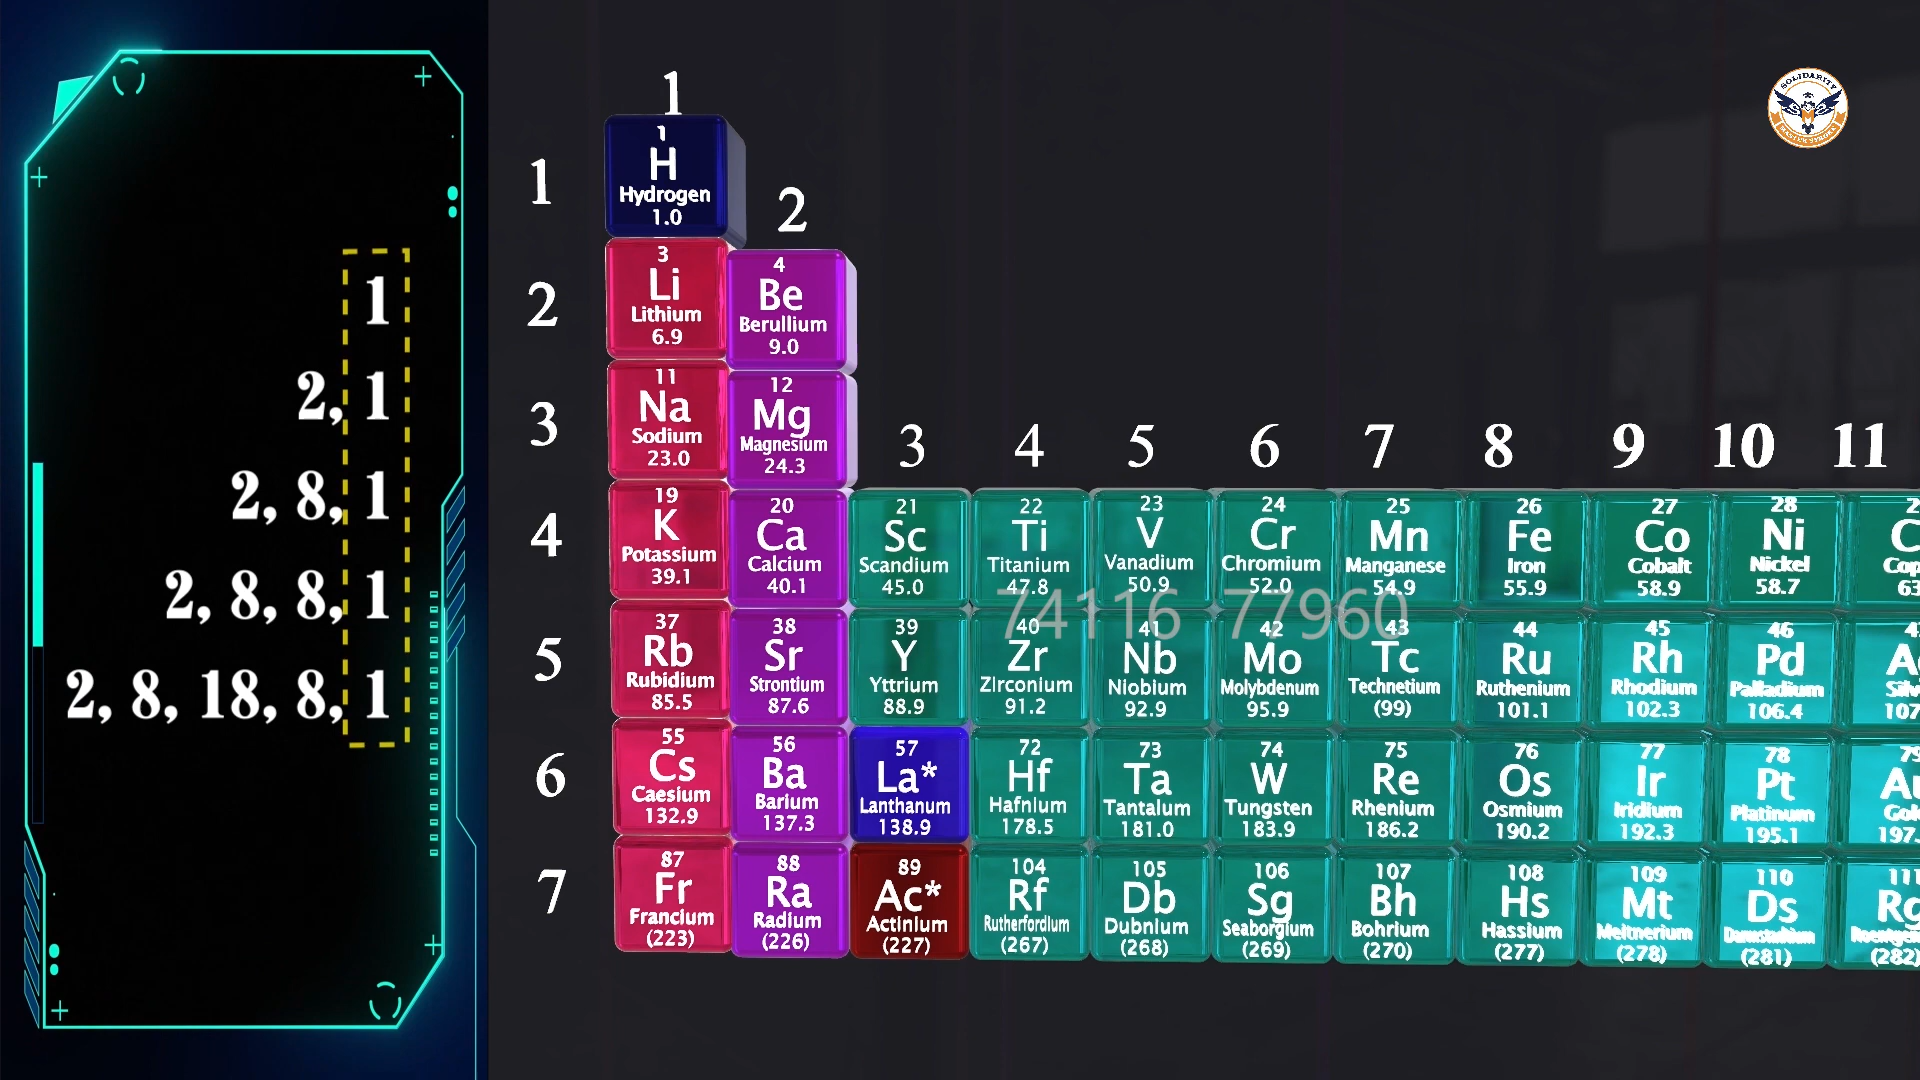 SOLIDARITY
1
2, 1
2, 8, 1
2, 8, 8, 1
2, 8, 18, 8, 1
1
1
1
H
Hydrogen
1.0
2
2
3
Li
Lithium
6.9
4
Be
Berullium
9.0
3
11
Na
Sodium
23.0
12
Mg
Magnesium
24.3
3 4 5 6 7 8 9 10 11
4
19
K
Potassium
39.1
20
Ca
Calcium
40.1
21
Sc
Scandium
45.0
22
Ti
Titanium
47.8
23
V
Vanadium
50.9
24
Cr
Chromium
52.0
25
Mn
Manganese
54.9
26
Fe
Iron
55.9
27
Co
Cobalt
58.9
28
Ni
Nickel
58.7
74116 77960
5
37
Rb
Rubidium
85.5
38
Sr
Strontium
87.6
39
Y
Yttrium
88.9
40
Zr
Zirconium
91.2
41
Nb
Niobium
92.9
42
Mo
Molybdenum
95.9
43
Tc
Technetium
(99)
44
Ru
Ruthenium
101.1
45
Rh
Rhodium
102.3
46
Pd
Palladium
106.4
6
55
Cs
Caesium
132.9
56
Ba
Barium
137.3
57
La*
Lanthanum
138.9
72
Hf
Hafnium
178.5
73
Ta
Tantalum
181.0
74
W
Tungsten
183.9
75
Re
Rhenium
186.2
76
Os
Osmium
190.2
77
Ir
Iridium
192.3
78
Pt
Platinum
195.1
7
87
Fr
Francium
(223)
88
Ra
Radium
(226)
89
Ac*
Actinium
(227)
104
Rf
Rutherfordium
(267)
105
Db
Dubnium
(268)
106
Sg
Seaborgium
(269)
107
Bh
Bohrium
(270)
108
Hs
Hassium
(277)
109
Mt
Meitnerium
(278)
110
Ds
Darmstadtium
(281)